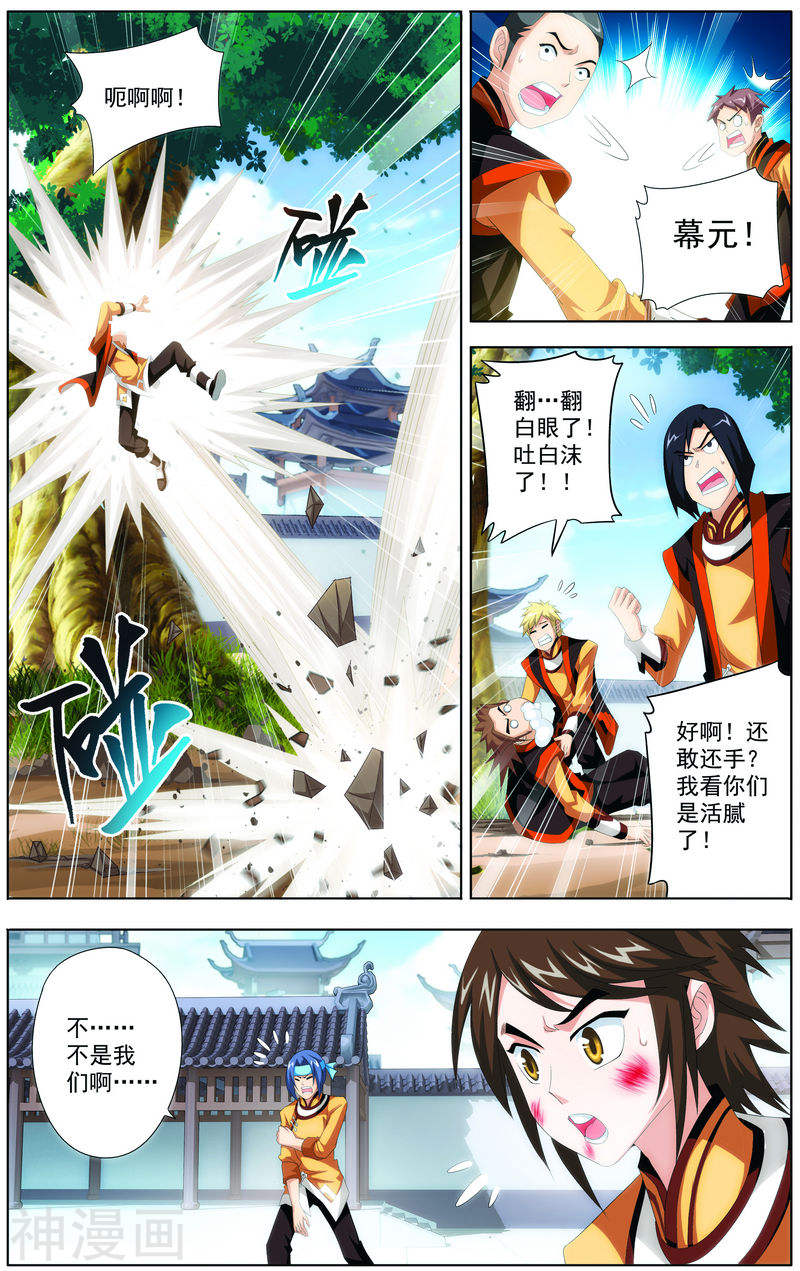 呃啊啊！
碰
碰
幕元！
翻…翻
白眼了！
吐白沫
了！！
好啊！还
敢还手？
我看你们
是活腻
了！
不……
不是我
们啊……
神漫画